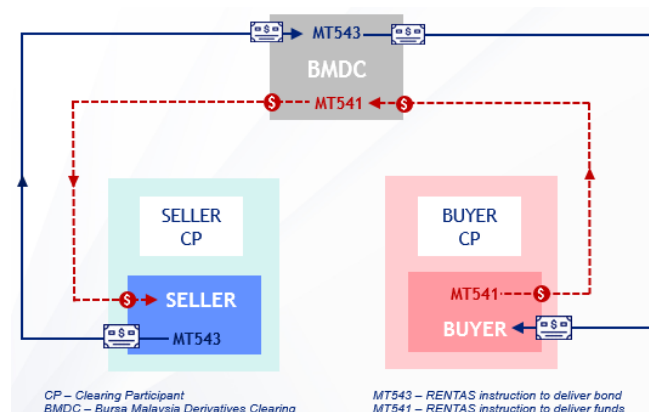 MT543
BMDC
MT541
SELLER
CP
BUYER
CP
SELLER
MT543
MT541
BUYER
CP – Clearing Participant
BMDC – Bursa Malaysia Derivatives Clearing
MT543 – RENTAS instruction to deliver bond
MT541 – RENTAS instruction to deliver funds